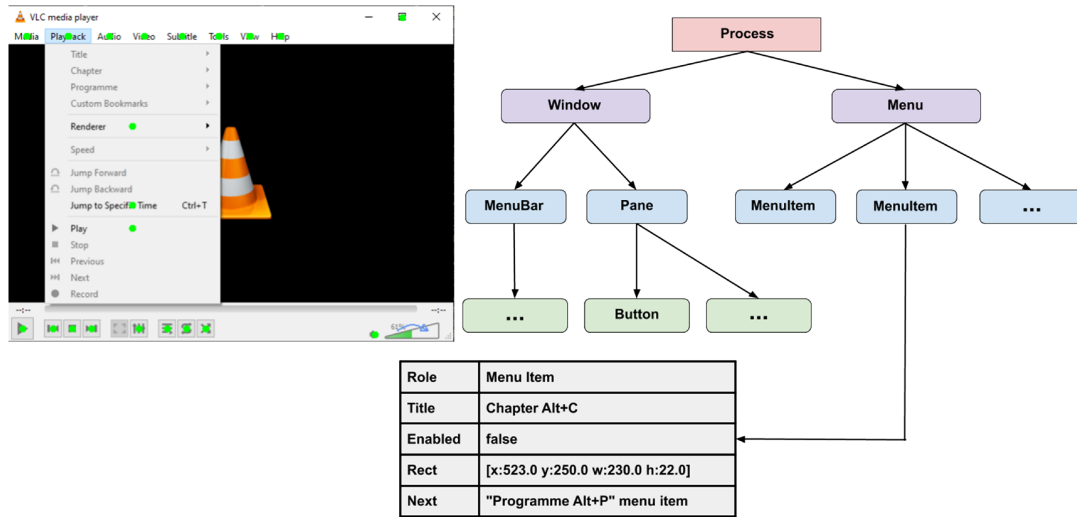 VLC media player
Media Playback Audio Video Subtitle Tools View Help
Title
Chapter
Programme
Custom Bookmarks
Renderer
Speed
Jump Forward
Jump Backward
Jump to Specific Time Ctrl+T
Play
Stop
Previous
Next
Record
--:-- --:--
61%
Process
Window Menu
MenuBar Pane MenuItem MenuItem ...
... Button ...
Role Menu Item
Title Chapter Alt+C
Enabled false
Rect [x:523.0 y:250.0 w:230.0 h:22.0]
Next "Programme Alt+P" menu item